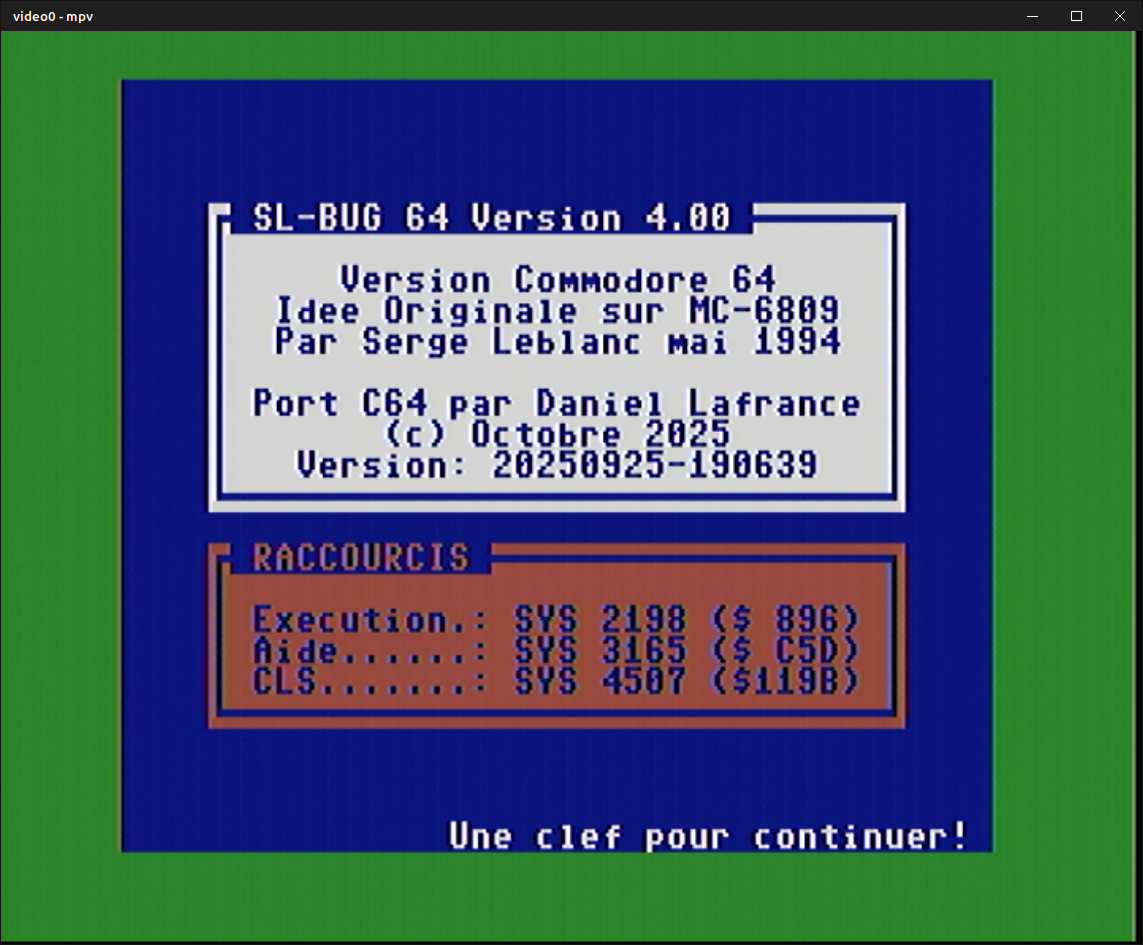 video0 - mpv
SL-BUG 64 Version 4.00
Version Commodore 64
Idee Originale sur MC-6809
Par Serge Leblanc mai 1994
Port C64 par Daniel Lafrance
(c) Octobre 2025
Version: 20250925-190639
RACCOURCIS
Execution.: SYS 2198 ($ 896)
Aide......: SYS 3165 ($ C5D)
CLS.......: SYS 4507 ($119B)
Une clef pour continuer!